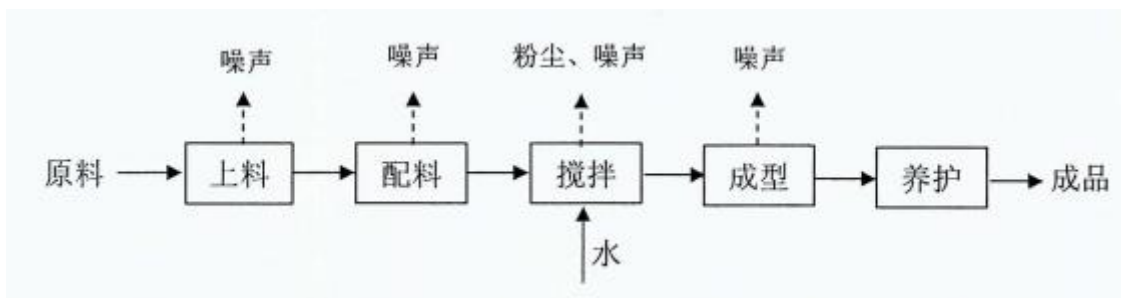 噪声 噪声 粉尘、噪声 噪声
原料 上料 配料 搅拌 成型 养护 成品
水